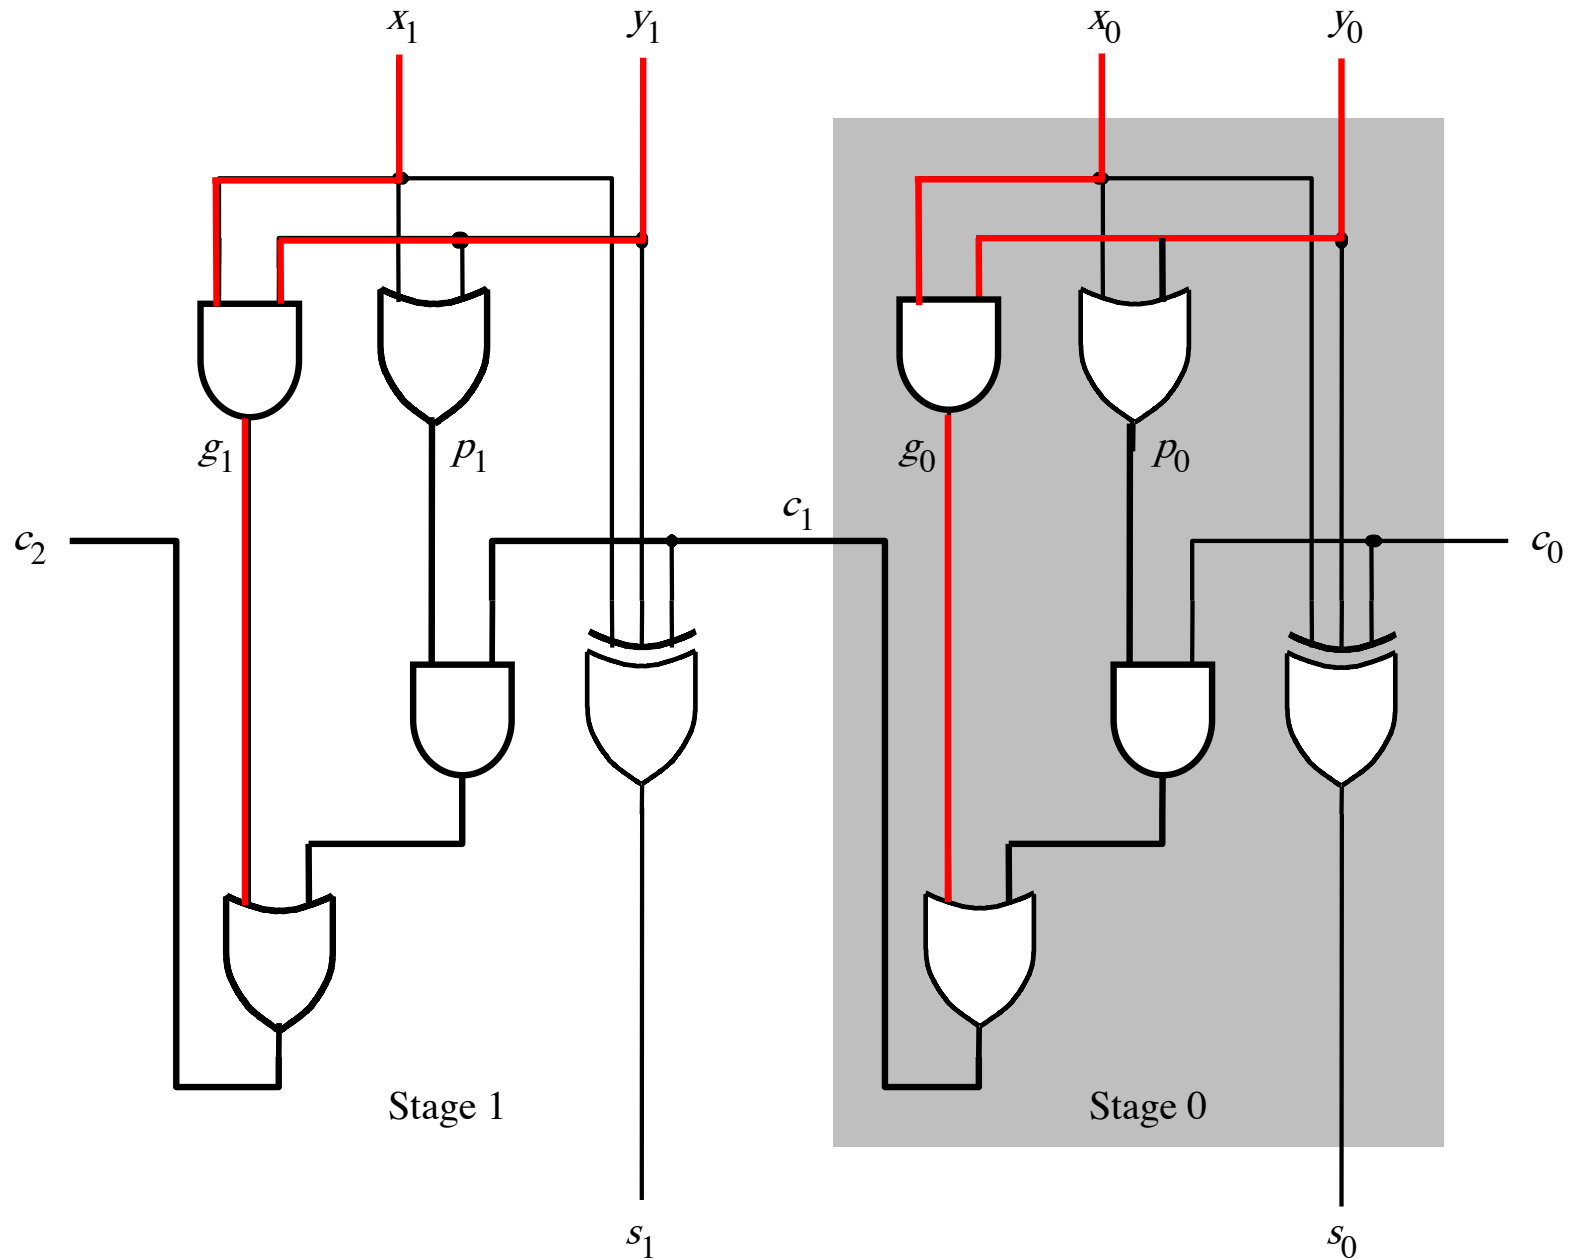 x₁ y₁ x₀ y₀
g₁ p₁ g₀ p₀
c₂ c₁ c₀
Stage 1 Stage 0
s₁ s₀